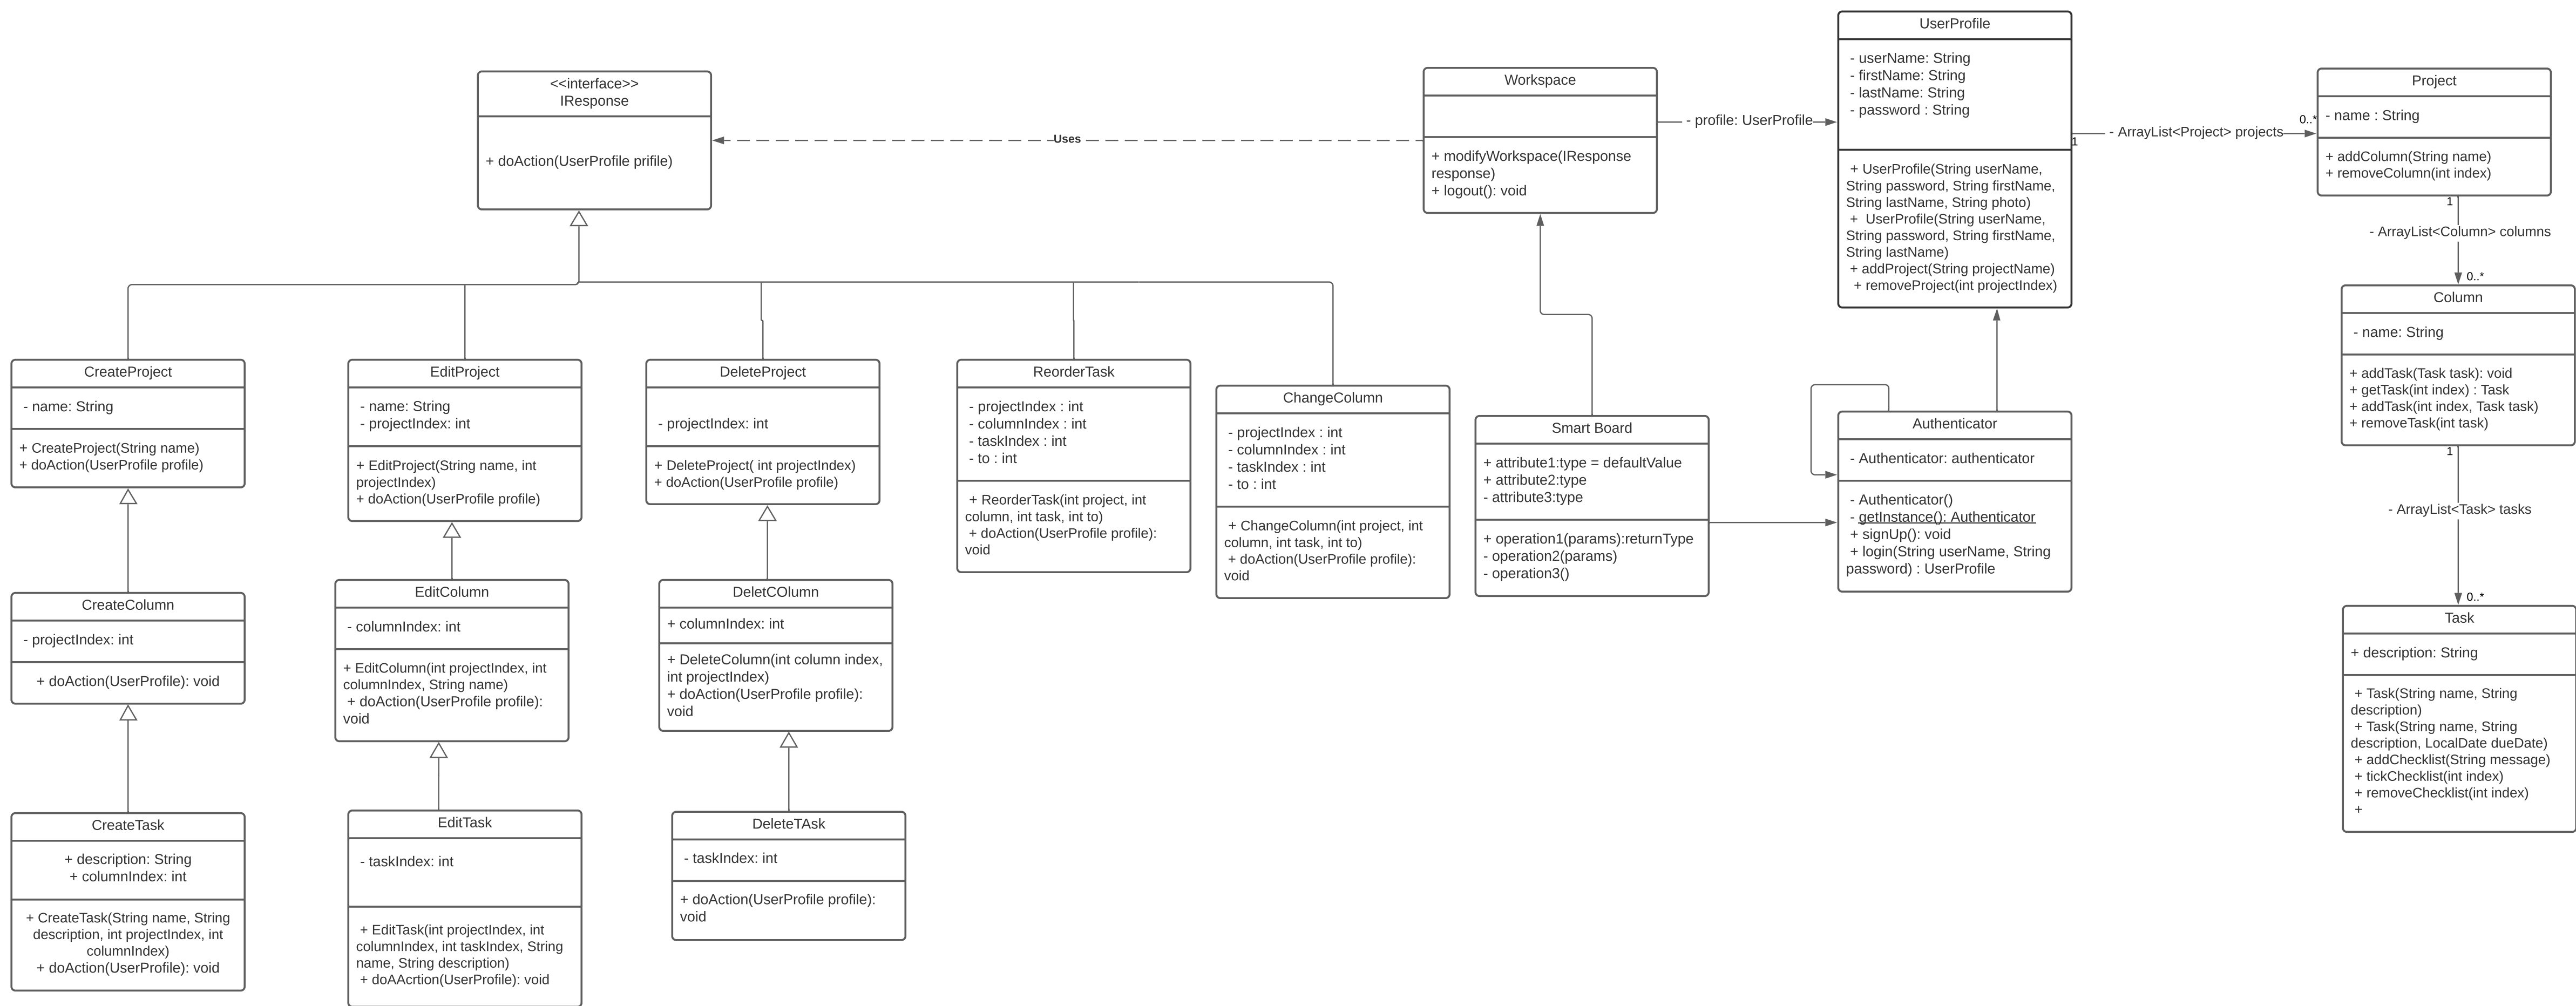 <<interface>>
IResponse
+ doAction(UserProfile prifile)
Uses
Workspace
+ modifyWorkspace(IResponse
response)
+ logout(): void
- profile: UserProfile
UserProfile
- userName: String
- firstName: String
- lastName: String
- password : String
+ UserProfile(String userName,
String password, String firstName,
String lastName, String photo)
+ UserProfile(String userName,
String password, String firstName,
String lastName)
+ addProject(String projectName)
+ removeProject(int projectIndex)
1
- ArrayList<Project> projects
0..*
Project
- name : String
+ addColumn(String name)
+ removeColumn(int index)
1
- ArrayList<Column> columns
0..*
Column
- name: String
+ addTask(Task task): void
+ getTask(int index) : Task
+ addTask(int index, Task task)
+ removeTask(int task)
1
- ArrayList<Task> tasks
0..*
Task
+ description: String
+ Task(String name, String
description)
+ Task(String name, String
description, LocalDate dueDate)
+ addChecklist(String message)
+ tickChecklist(int index)
+ removeChecklist(int index)
+
CreateProject
- name: String
+ CreateProject(String name)
+ doAction(UserProfile profile)
EditProject
- name: String
- projectIndex: int
+ EditProject(String name, int
projectIndex)
+ doAction(UserProfile profile)
DeleteProject
- projectIndex: int
+ DeleteProject( int projectIndex)
+ doAction(UserProfile profile)
ReorderTask
- projectIndex : int
- columnIndex : int
- taskIndex : int
- to : int
+ ReorderTask(int project, int
column, int task, int to)
+ doAction(UserProfile profile):
void
ChangeColumn
- projectIndex : int
- columnIndex : int
- taskIndex : int
- to : int
+ ChangeColumn(int project, int
column, int task, int to)
+ doAction(UserProfile profile):
void
Smart Board
+ attribute1:type = defaultValue
+ attribute2:type
- attribute3:type
+ operation1(params):returnType
- operation2(params)
- operation3()
Authenticator
- Authenticator: authenticator
- Authenticator()
- getInstance(): Authenticator
+ signUp(): void
+ login(String userName, String
password) : UserProfile
CreateColumn
- projectIndex: int
+ doAction(UserProfile): void
EditColumn
- columnIndex: int
+ EditColumn(int projectIndex, int
columnIndex, String name)
+ doAction(UserProfile profile):
void
DeletCOlumn
+ columnIndex: int
+ DeleteColumn(int column index,
int projectIndex)
+ doAction(UserProfile profile):
void
CreateTask
+ description: String
+ columnIndex: int
+ CreateTask(String name, String
description, int projectIndex, int
columnIndex)
+ doAction(UserProfile): void
EditTask
- taskIndex: int
+ EditTask(int projectIndex, int
columnIndex, int taskIndex, String
name, String description)
+ doAAcrtion(UserProfile): void
DeleteTAsk
- taskIndex: int
+ doAction(UserProfile profile):
void